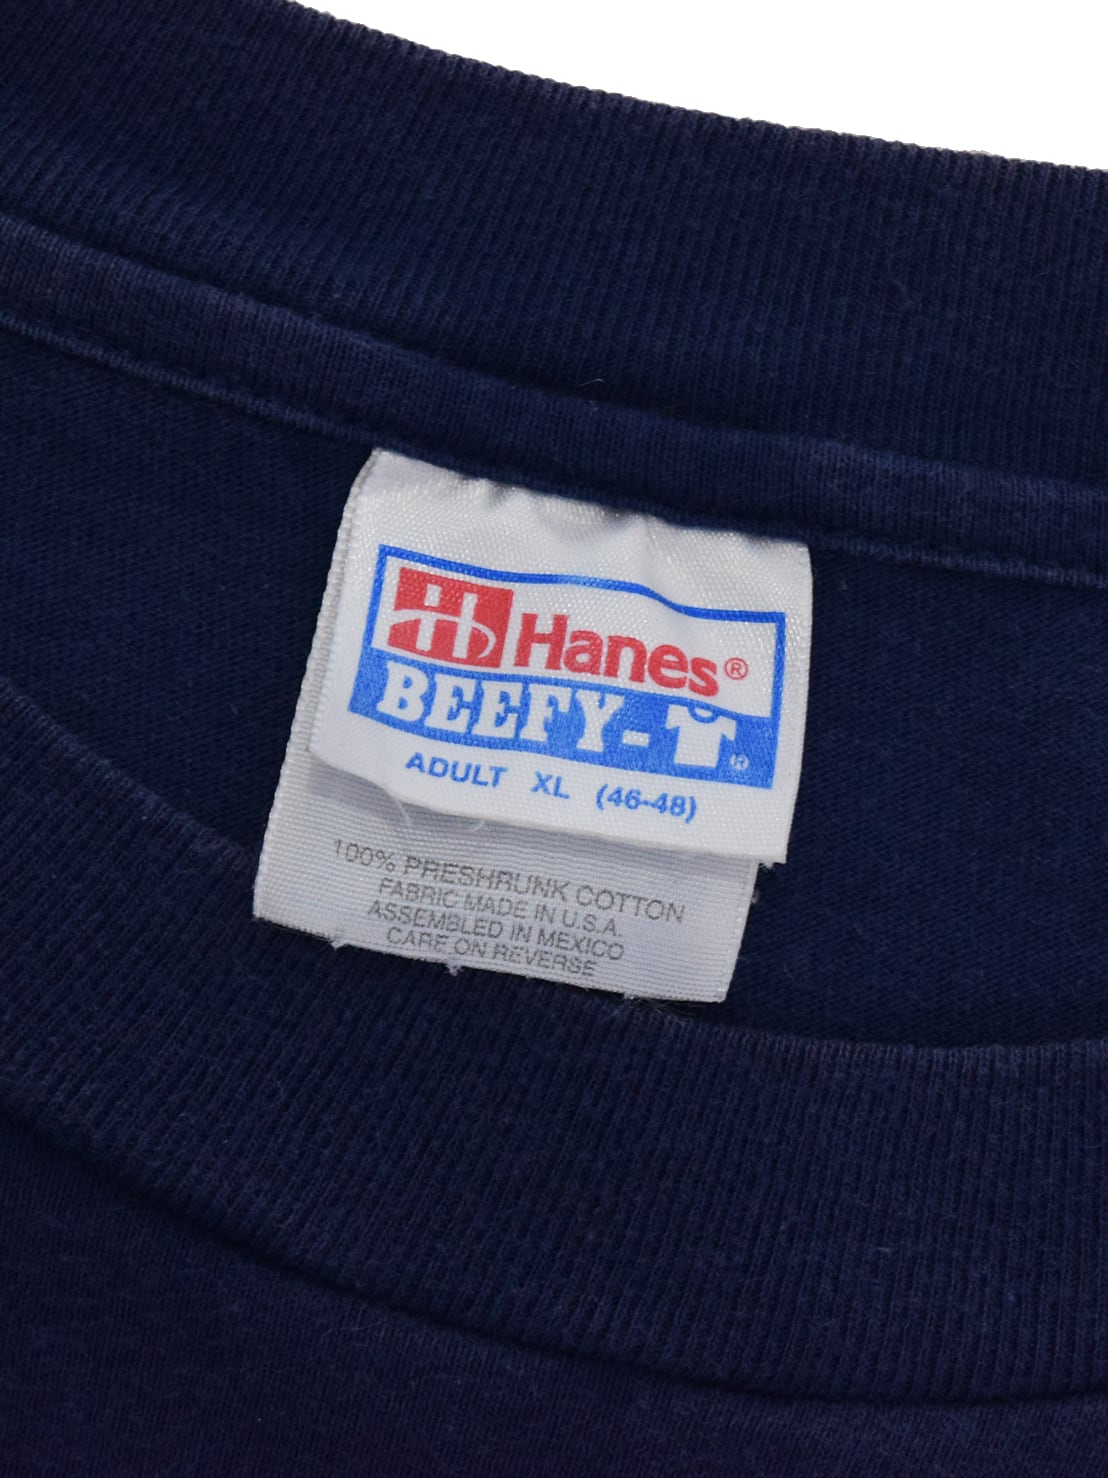 Hanes®
BEEFY-T®
ADULT XL (46-48)
100% PRESHRUNK COTTON
FABRIC MADE IN U.S.A.
ASSEMBLED IN MEXICO
CARE ON REVERSE